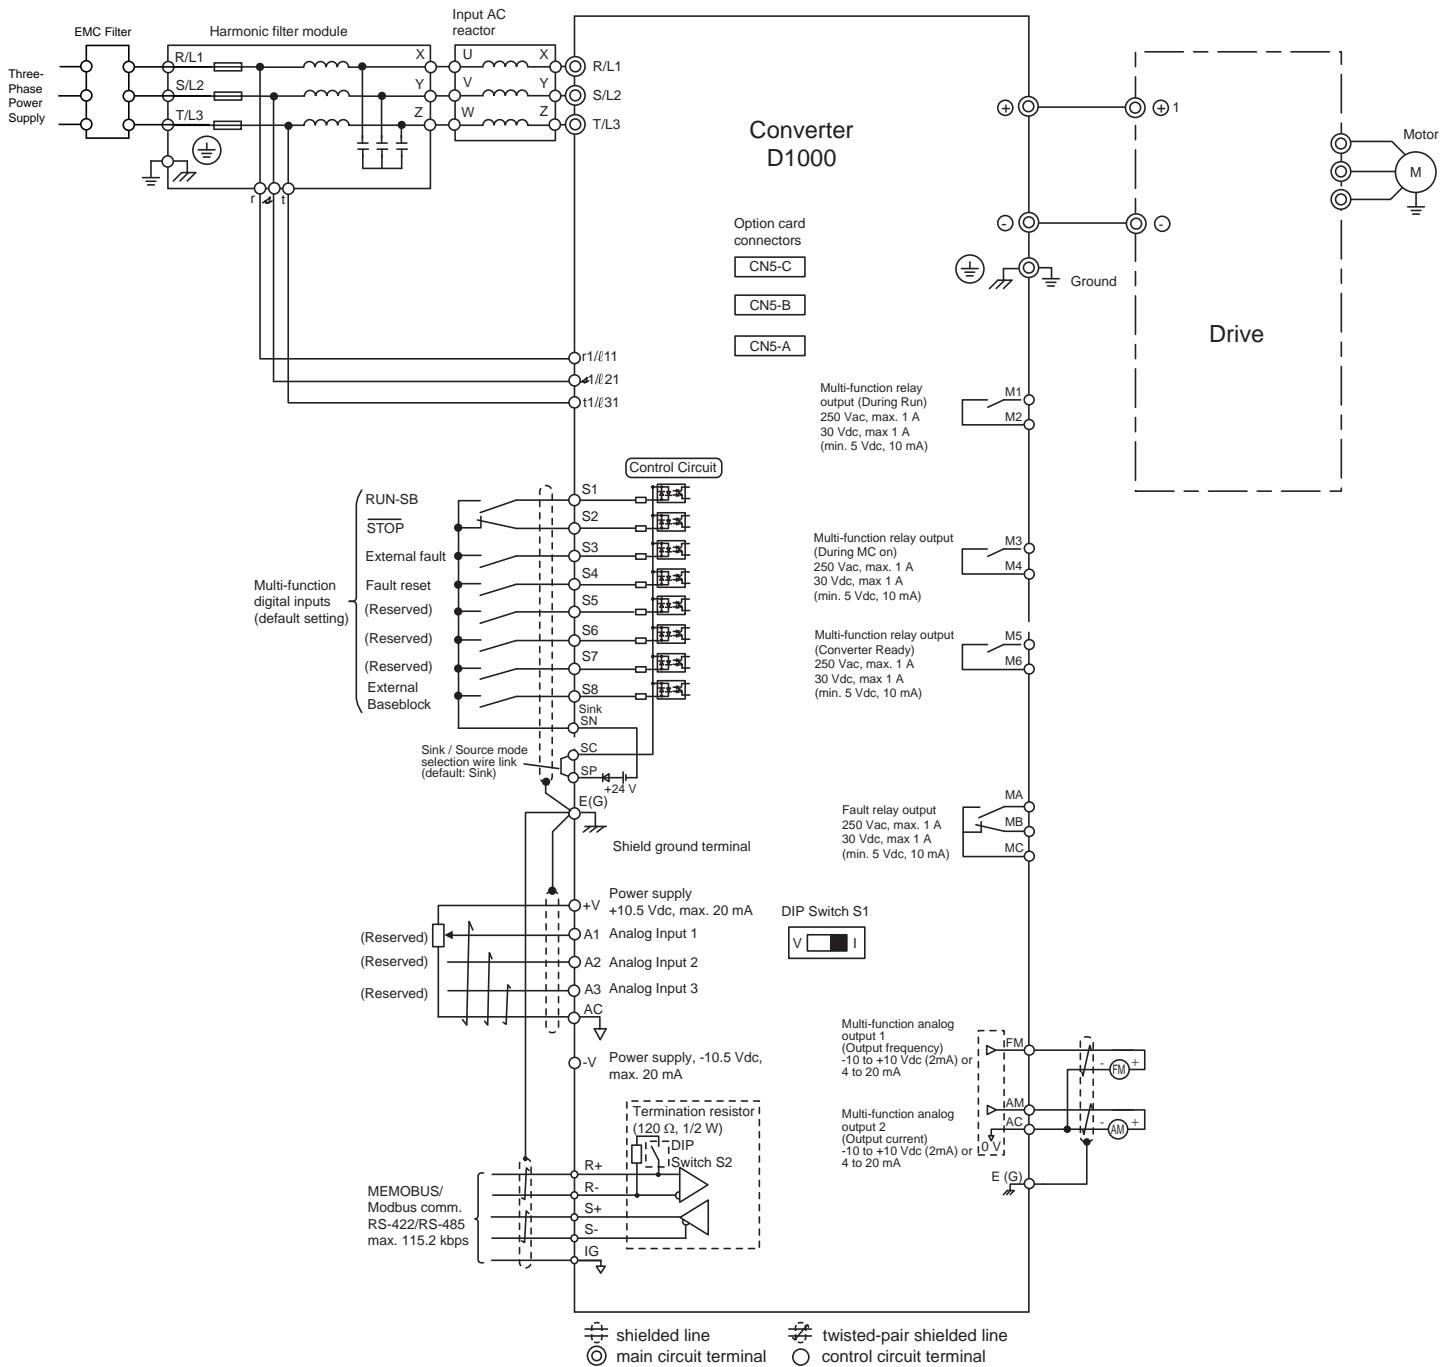 EMC Filter
Harmonic filter module
Input AC
reactor
Three-
Phase
Power
Supply
R/L1
S/L2
T/L3
X
Y
Z
U
V
W
X
Y
Z
R/L1
S/L2
T/L3
r
t
Converter
D1000
Option card
connectors
CN5-C
CN5-B
CN5-A
+
-
+ 1
-
Ground
Drive
Motor
M
r1/ℓ11
1/ℓ21
t1/ℓ31
Multi-function relay
output (During Run)
250 Vac, max. 1 A
30 Vdc, max 1 A
(min. 5 Vdc, 10 mA)
M1
M2
Control Circuit
Multi-function
digital inputs
(default setting)
RUN-SB
STOP
External fault
Fault reset
(Reserved)
(Reserved)
(Reserved)
External
Baseblock
S1
S2
S3
S4
S5
S6
S7
S8
Sink
SN
SC
SP
+24 V
Sink / Source mode
selection wire link
(default: Sink)
E(G)
Shield ground terminal
Multi-function relay output
(During MC on)
250 Vac, max. 1 A
30 Vdc, max 1 A
(min. 5 Vdc, 10 mA)
M3
M4
Multi-function relay output
(Converter Ready)
250 Vac, max. 1 A
30 Vdc, max 1 A
(min. 5 Vdc, 10 mA)
M5
M6
Fault relay output
250 Vac, max. 1 A
30 Vdc, max 1 A
(min. 5 Vdc, 10 mA)
MA
MB
MC
+V
Power supply
+10.5 Vdc, max. 20 mA
(Reserved)
A1 Analog Input 1
(Reserved)
A2 Analog Input 2
(Reserved)
A3 Analog Input 3
AC
-V
Power supply, -10.5 Vdc,
max. 20 mA
DIP Switch S1
V I
Multi-function analog
output 1
(Output frequency)
-10 to +10 Vdc (2mA) or
4 to 20 mA
FM
- FM +
Multi-function analog
output 2
(Output current)
-10 to +10 Vdc (2mA) or
4 to 20 mA
AM
AC
0 V
- AM +
E (G)
Termination resistor
(120 Ω, 1/2 W)
DIP
Switch S2
MEMOBUS/
Modbus comm.
RS-422/RS-485
max. 115.2 kbps
R+
R-
S+
S-
IG
shielded line
twisted-pair shielded line
main circuit terminal
control circuit terminal